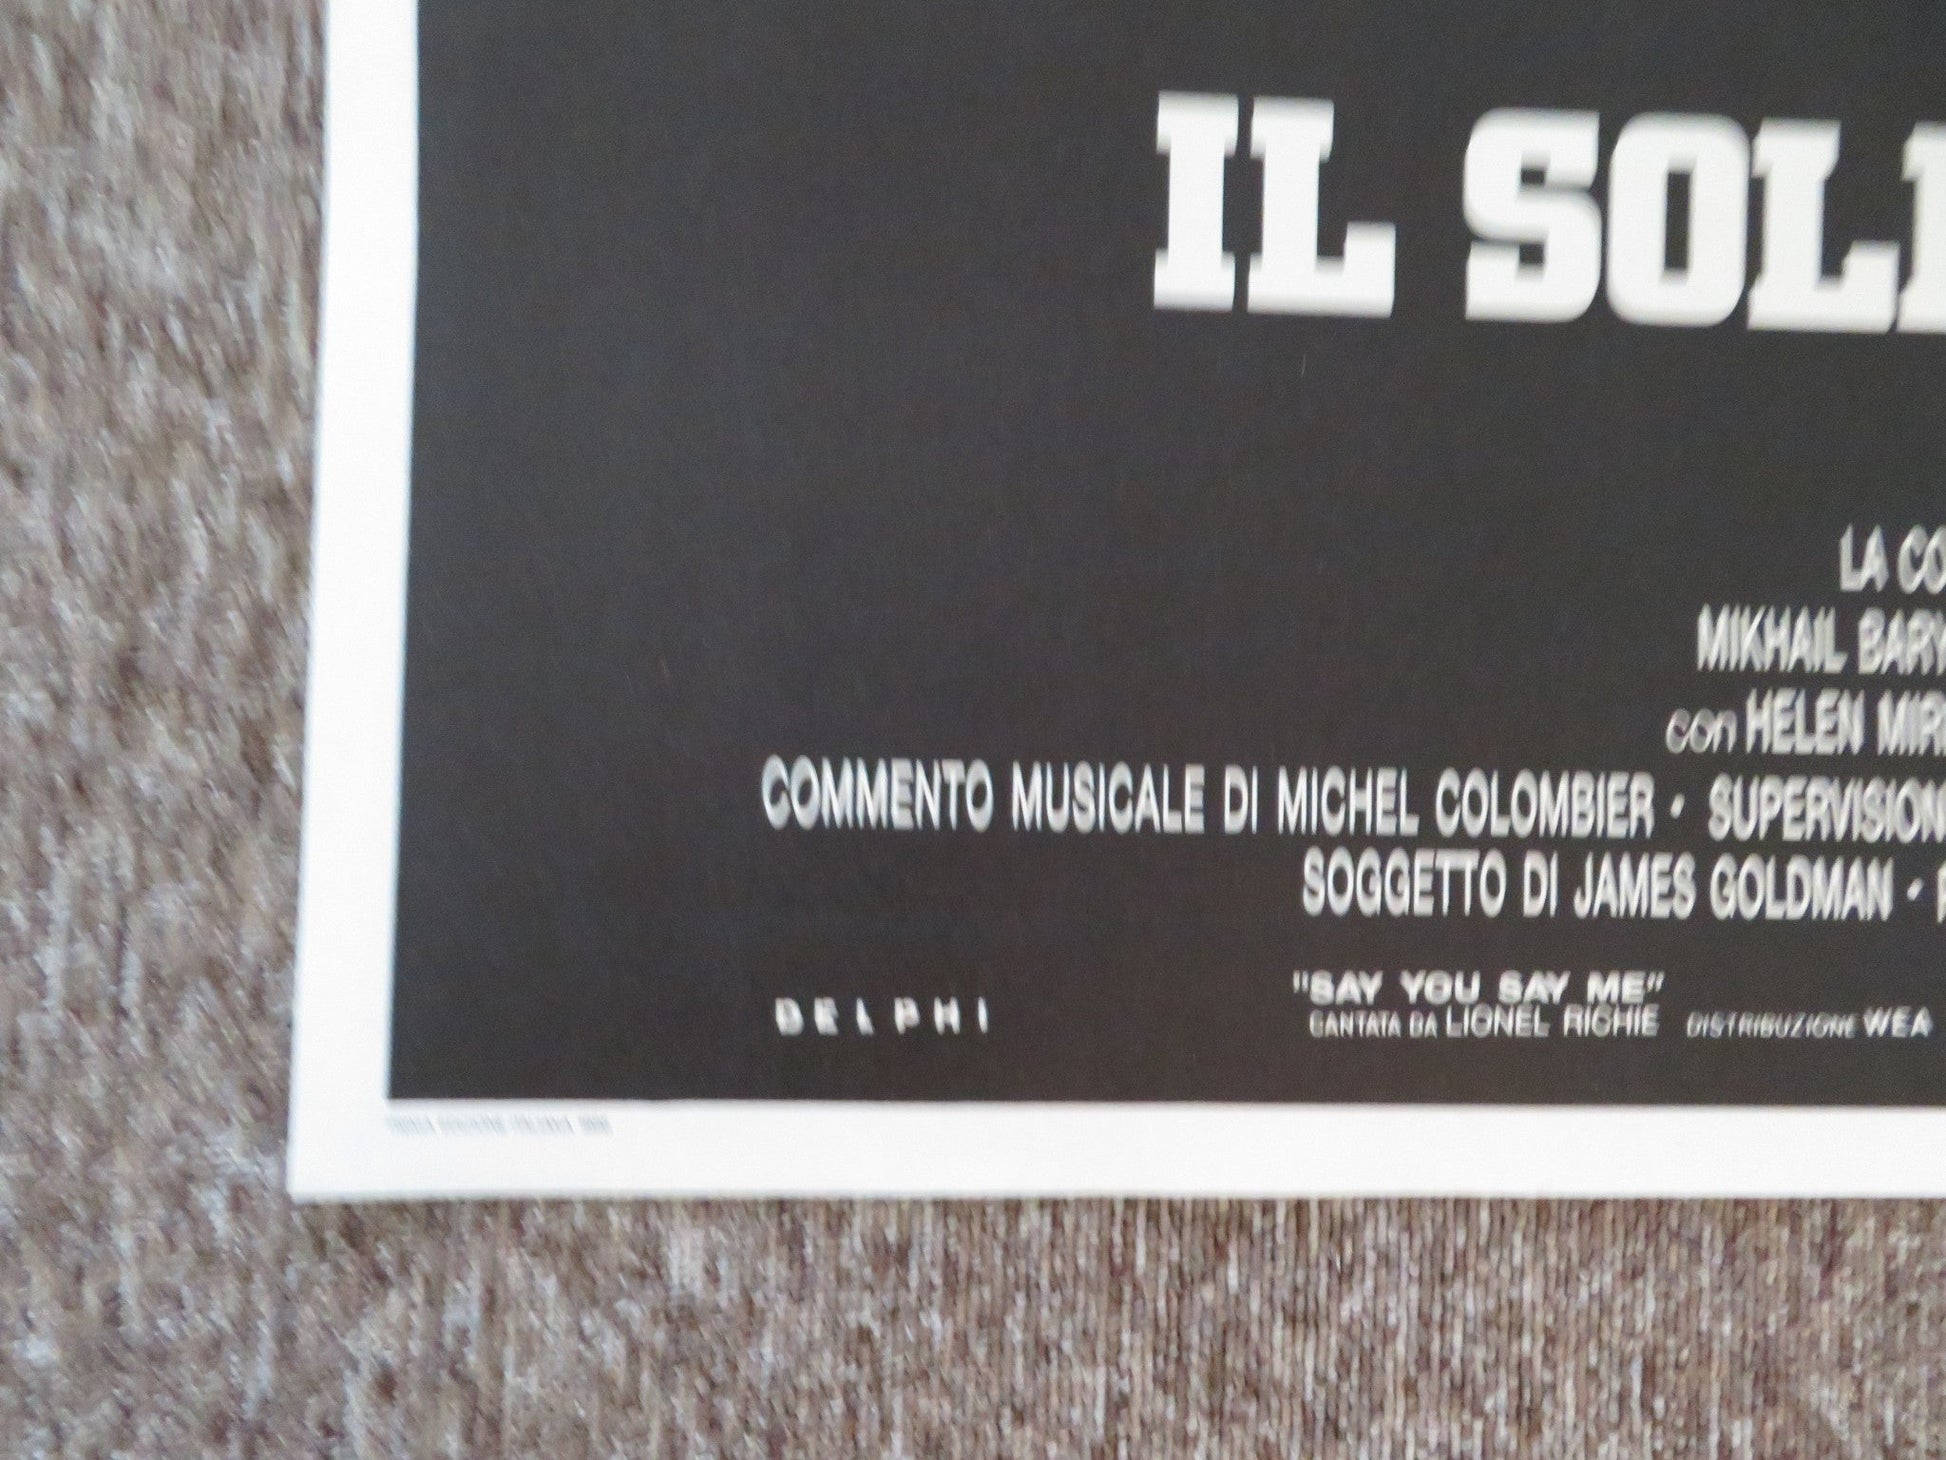 IL SOL
LA CO
MIKHAIL BARY
con HELEN MIR
COMMENTO MUSICALE DI MICHEL COLOMBIER · SUPERVISION
SOGGETTO DI JAMES GOLDMAN ·
DELPHI
"SAY YOU SAY ME"
CANTATA DA LIONEL RICHIE DISTRIBUZIONE WEA